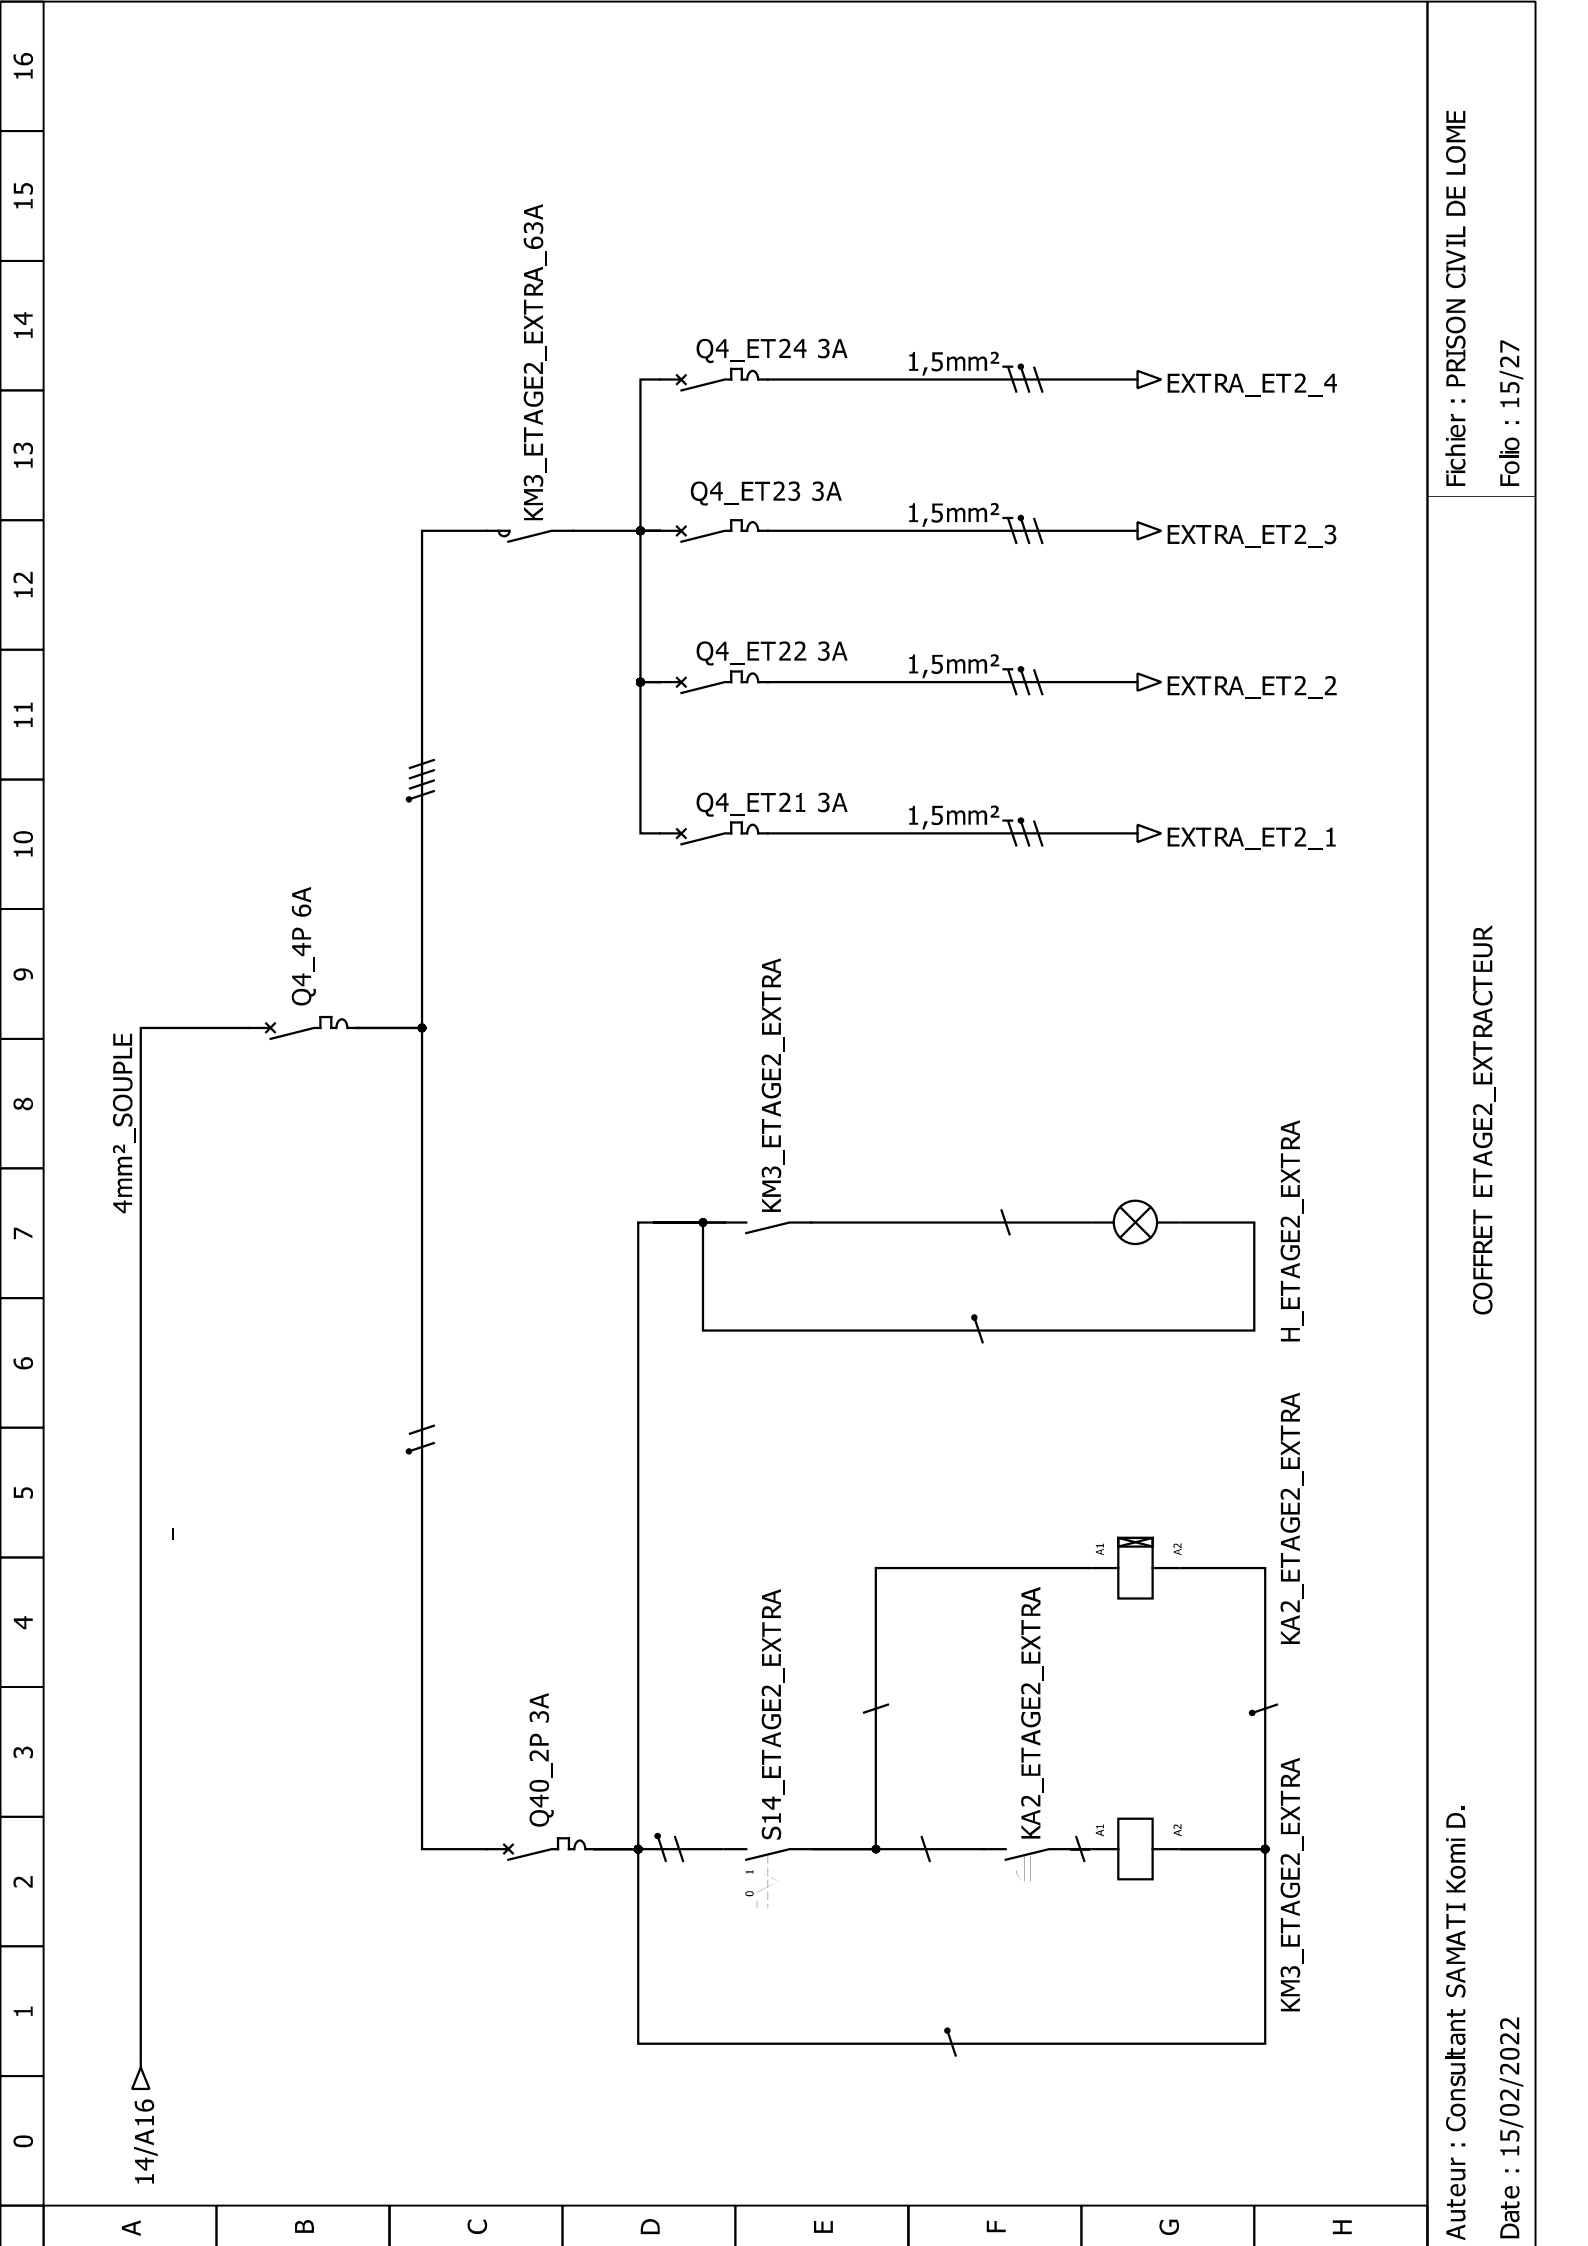 0 1 2 3 4 5 6 7 8 9 10 11 12 13 14 15 16
A
B
C
D
E
F
G
H
14/A16
4mm²_SOUPLE
Q4_4P 6A
Q40_2P 3A
KM3_ETAGE2_EXTRA_63A
S14_ETAGE2_EXTRA
0 1
KM3_ETAGE2_EXTRA
Q4_ET21 3A
Q4_ET22 3A
Q4_ET23 3A
Q4_ET24 3A
1,5mm²
1,5mm²
1,5mm²
1,5mm²
KA2_ETAGE2_EXTRA
A1
A2
A1
A2
EXTRA_ET2_1
EXTRA_ET2_2
EXTRA_ET2_3
EXTRA_ET2_4
KM3_ETAGE2_EXTRA
KA2_ETAGE2_EXTRA
H_ETAGE2_EXTRA
Auteur : Consultant SAMATI Komi D.
Date : 15/02/2022
COFFRET ETAGE2_EXTRACTEUR
Fichier : PRISON CIVIL DE LOME
Folio : 15/27